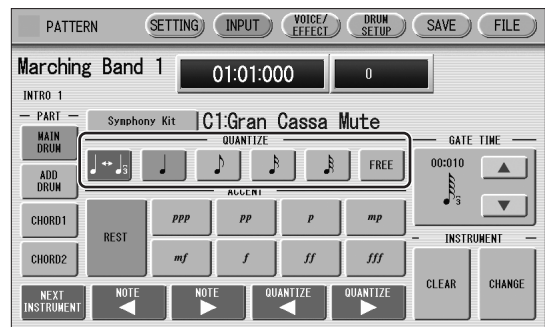 PATTERN SETTING INPUT VOICE/EFFECT DRUM SETUP SAVE FILE
Marching Band 1 01:01:000 0
INTRO 1
PART Symphony Kit C1:Gran Cassa Mute
MAIN DRUM QUANTIZE GATE TIME
3 FREE 00:010
ADD DRUM ACCENT 3
CHORD1 REST ppp pp p mp
INSTRUMENT
CHORD2 mf f ff fff CLEAR CHANGE
NEXT INSTRUMENT NOTE NOTE QUANTIZE QUANTIZE